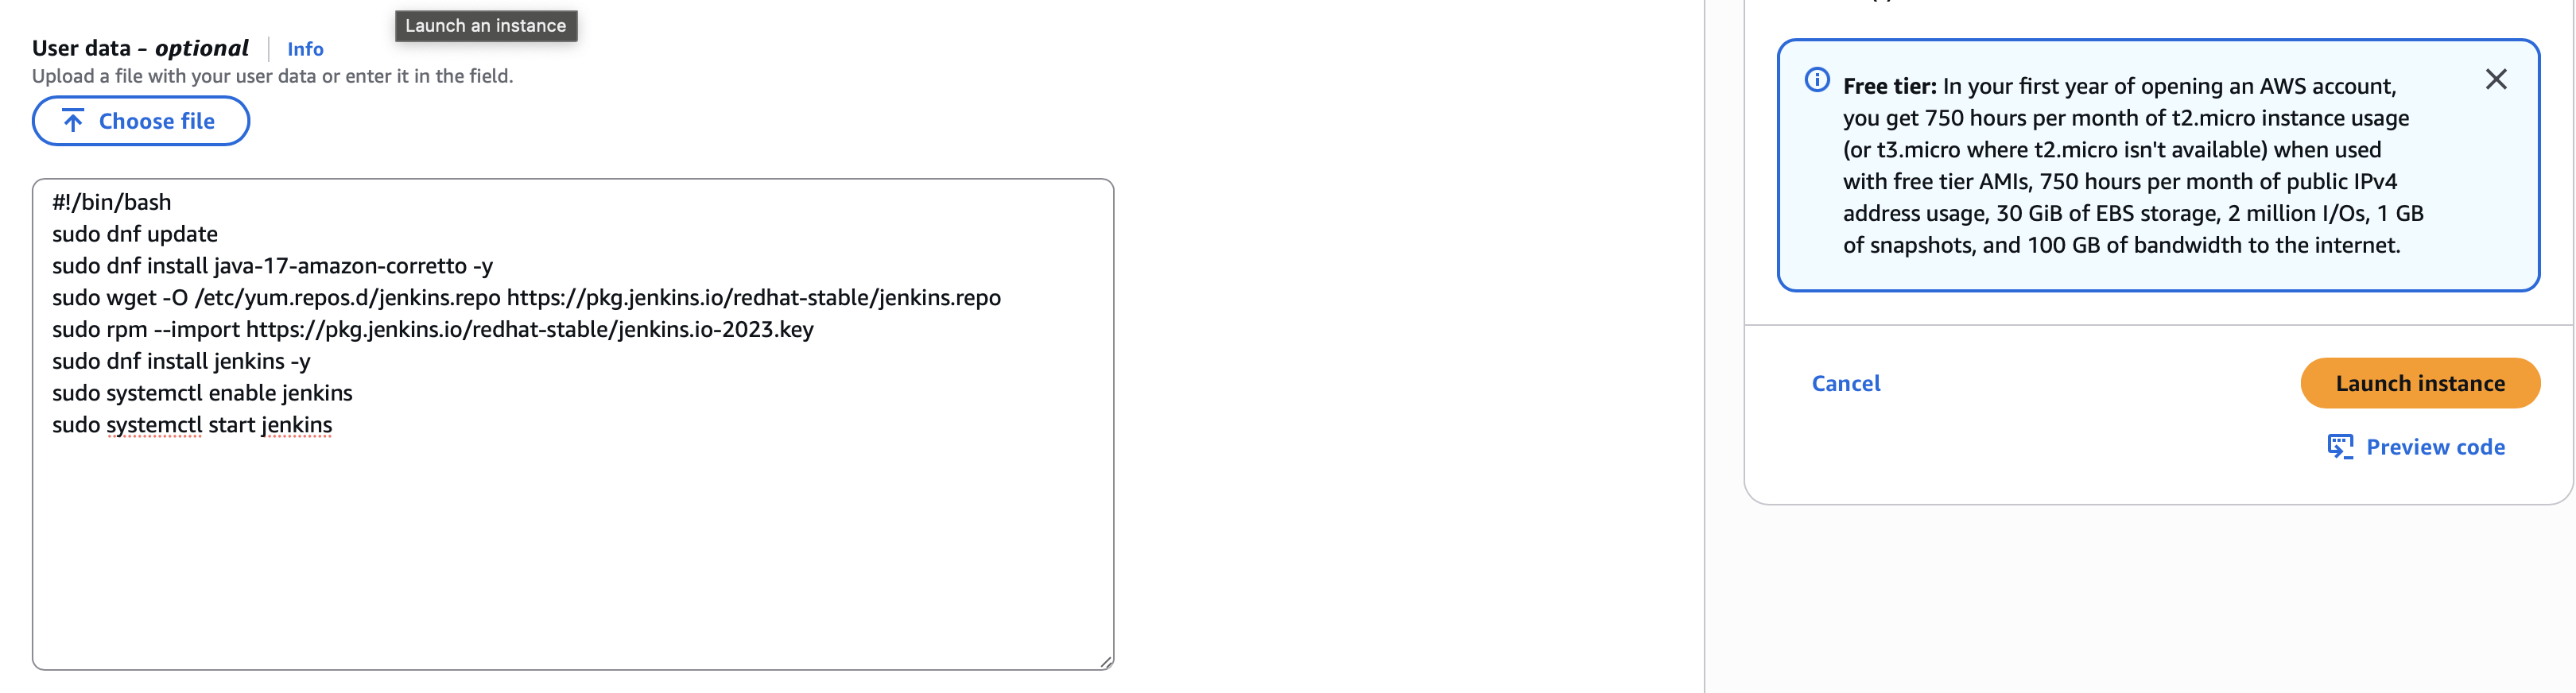 Launch an instance
User data – optional
Info
Upload a file with your user data or enter it in the field.
Choose file
#!/bin/bash
sudo dnf update
sudo dnf install java-17-amazon-corretto -y
sudo wget -O /etc/yum.repos.d/jenkins.repo https://pkg.jenkins.io/redhat-stable/jenkins.repo
sudo rpm --import https://pkg.jenkins.io/redhat-stable/jenkins.io-2023.key
sudo dnf install jenkins -y
sudo systemctl enable jenkins
sudo systemctl start jenkins
Free tier: In your first year of opening an AWS account,
you get 750 hours per month of t2.micro instance usage
(or t3.micro where t2.micro isn't available) when used
with free tier AMIs, 750 hours per month of public IPv4
address usage, 30 GiB of EBS storage, 2 million I/Os, 1 GB
of snapshots, and 100 GB of bandwidth to the internet.
Cancel
Launch instance
Preview code